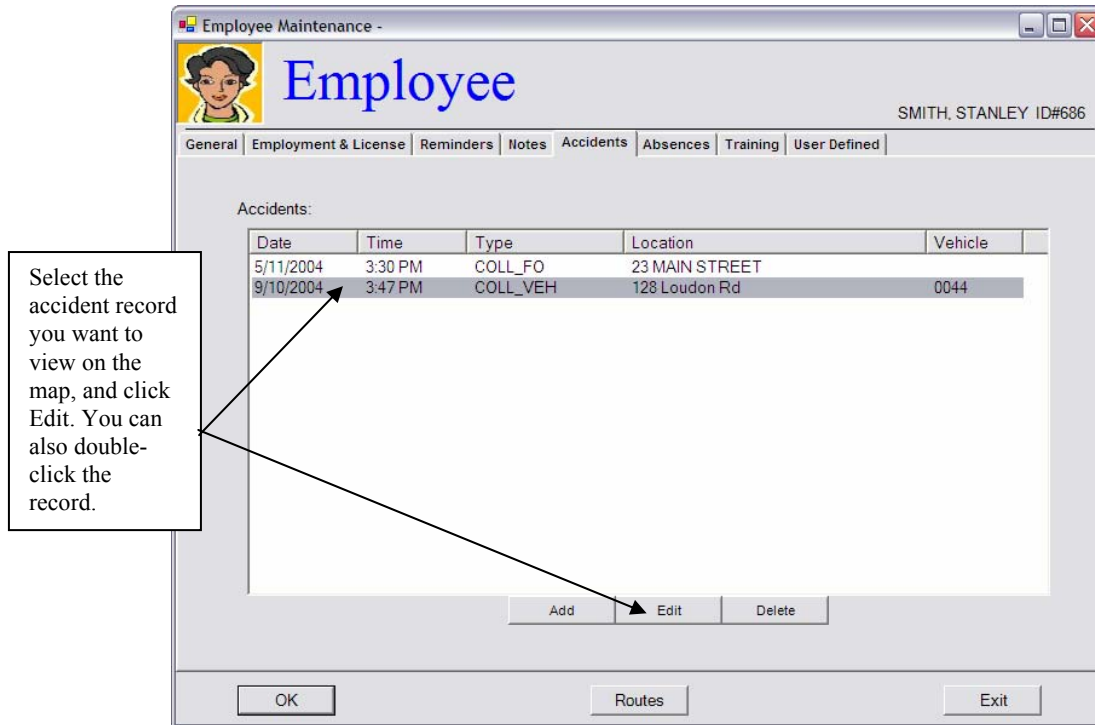 Employee Maintenance -
Employee
SMITH, STANLEY ID#686
General Employment & License Reminders Notes Accidents Absences Training User Defined
Accidents:
Date Time Type Location Vehicle
5/11/2004 3:30 PM COLL_FO 23 MAIN STREET
9/10/2004 3:47 PM COLL_VEH 128 Loudon Rd 0044
Select the
accident record
you want to
view on the
map, and click
Edit. You can
also double-
click the
record.
Add Edit Delete
OK Routes Exit